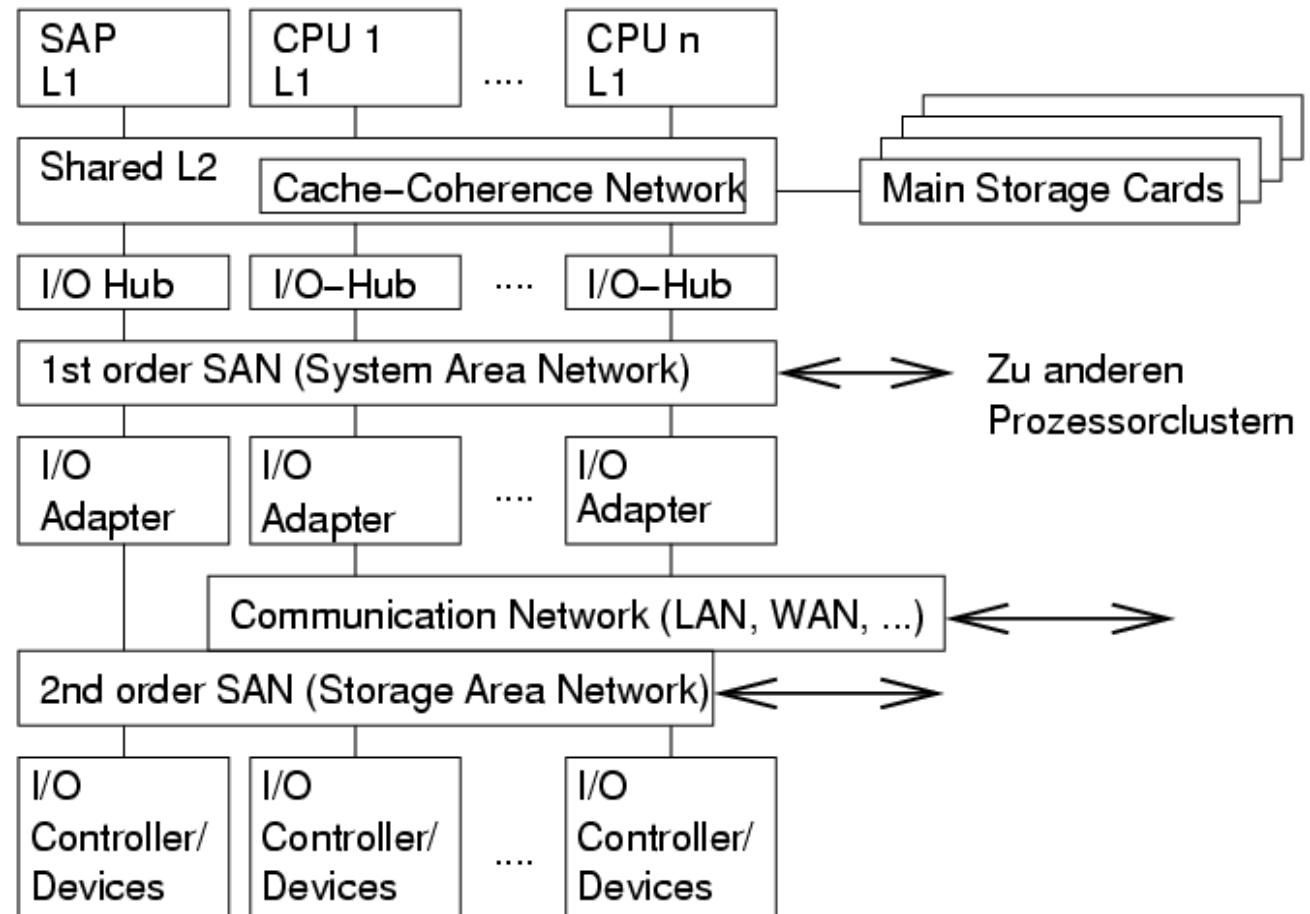 SAP
L1
CPU 1
L1
....
CPU n
L1
Shared L2
Cache–Coherence Network
Main Storage Cards
I/O Hub
I/O–Hub
....
I/O–Hub
1st order SAN (System Area Network)
Zu anderen
Prozessorclustern
I/O
Adapter
I/O
Adapter
....
I/O
Adapter
Communication Network (LAN, WAN, ...)
2nd order SAN (Storage Area Network)
I/O
Controller/
Devices
I/O
Controller/
Devices
....
I/O
Controller/
Devices